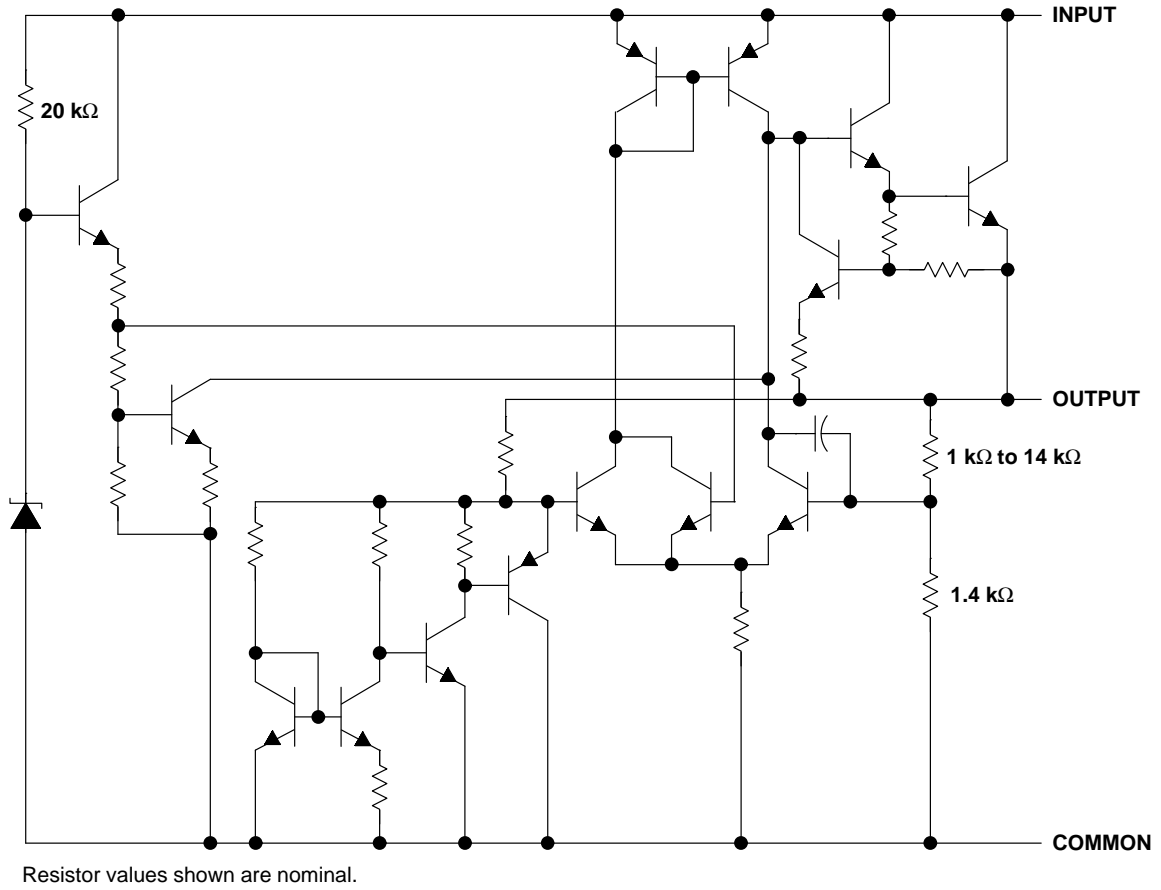 INPUT
20 kΩ
OUTPUT
1 kΩ to 14 kΩ
1.4 kΩ
COMMON
Resistor values shown are nominal.